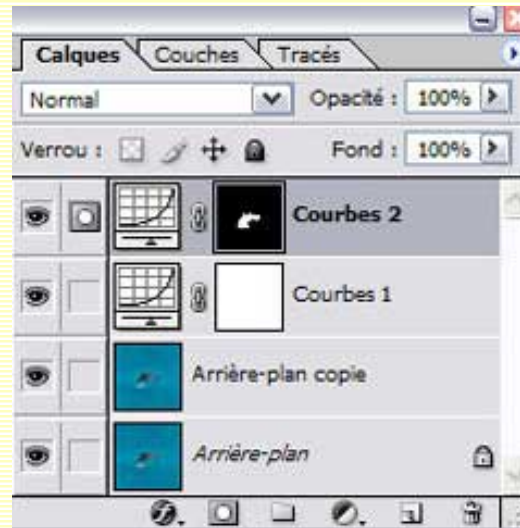 Calques Couches Tracés
Normal Opacité : 100%
Verrou : Fond : 100%
Courbes 2
Courbes 1
Arrière-plan copie
Arrière-plan